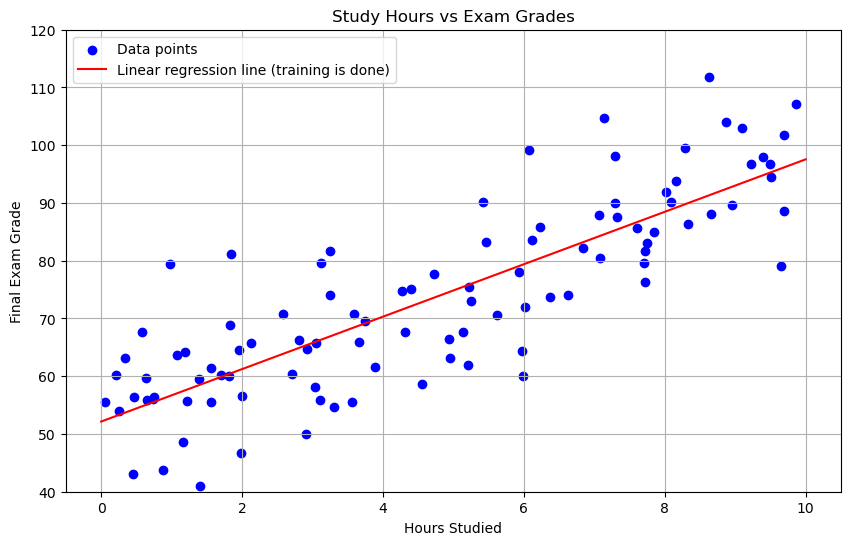 Study Hours vs Exam Grades
Data points
Linear regression line (training is done)
Final Exam Grade
120
110
100
90
80
70
60
50
40
0 2 4 6 8 10
Hours Studied